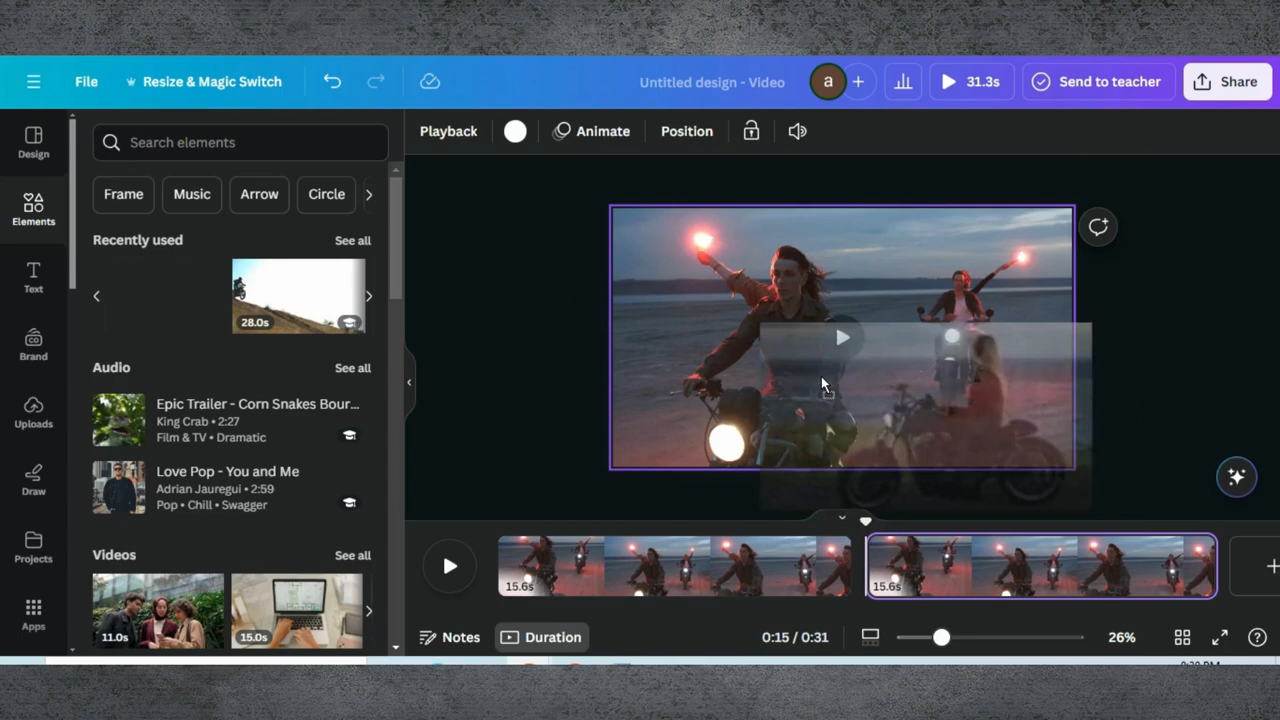 File
Resize & Magic Switch
Untitled design - Video
a
31.3s
Send to teacher
Share
Design
Elements
Text
Brand
Uploads
Draw
Projects
Apps
Search elements
Frame
Music
Arrow
Circle
Recently used
See all
28.0s
Audio
See all
Epic Trailer - Corn Snakes Bour...
King Crab • 2:27
Film & TV • Dramatic
Love Pop - You and Me
Adrian Jauregui • 2:59
Pop • Chill • Swagger
Videos
See all
11.0s
15.0s
Playback
Animate
Position
15.6s
15.6s
Notes
Duration
0:15 / 0:31
26%